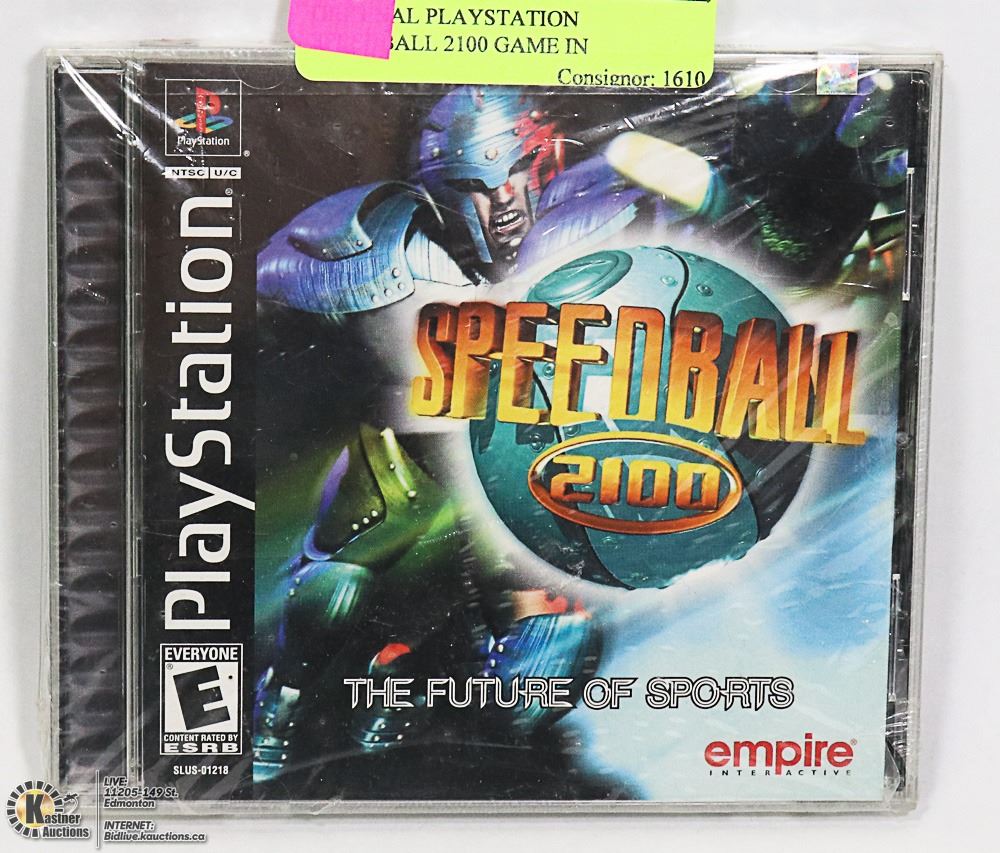 AL PLAYSTATION
BALL 2100 GAME IN
Consignor: 1610
PlayStation
NTSC U/C
PlayStation
SPEEDBALL
2100
THE FUTURE OF SPORTS
EVERYONE
E
CONTENT RATED BY
ESRB
SLUS-01218
empire
INTERACTIVE
Kastner
Auctions
LIVE:
11205-149 St.
Edmonton
INTERNET:
Bidlive.kauctions.ca